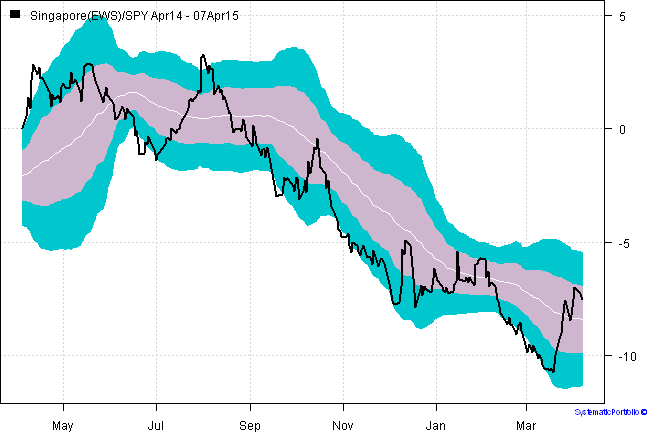 Singapore(EWS)/SPY Apr14 - 07Apr15
5
0
-5
-10
May Jul Sep Nov Jan Mar
SystematicPortfolio ©